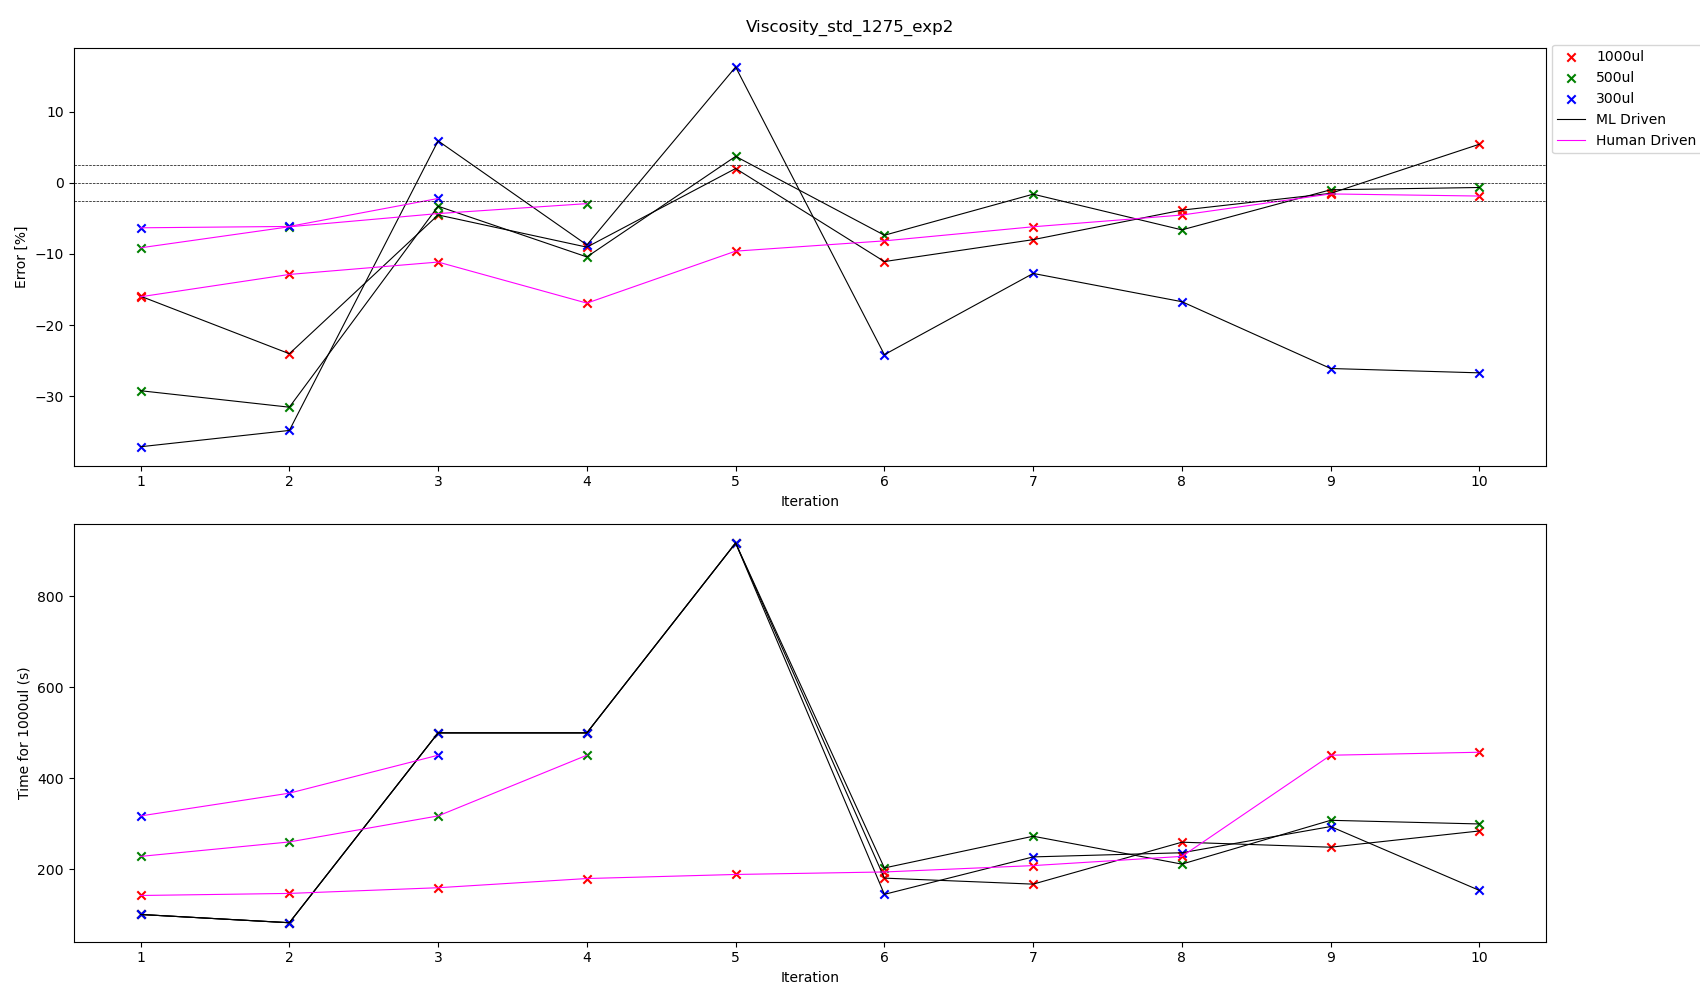 Viscosity_std_1275_exp2
1000ul
500ul
300ul
ML Driven
Human Driven
10
0
−10
−20
−30
Error [%]
1 2 3 4 5 6 7 8 9 10
Iteration
800
600
400
200
Time for 1000ul (s)
1 2 3 4 5 6 7 8 9 10
Iteration